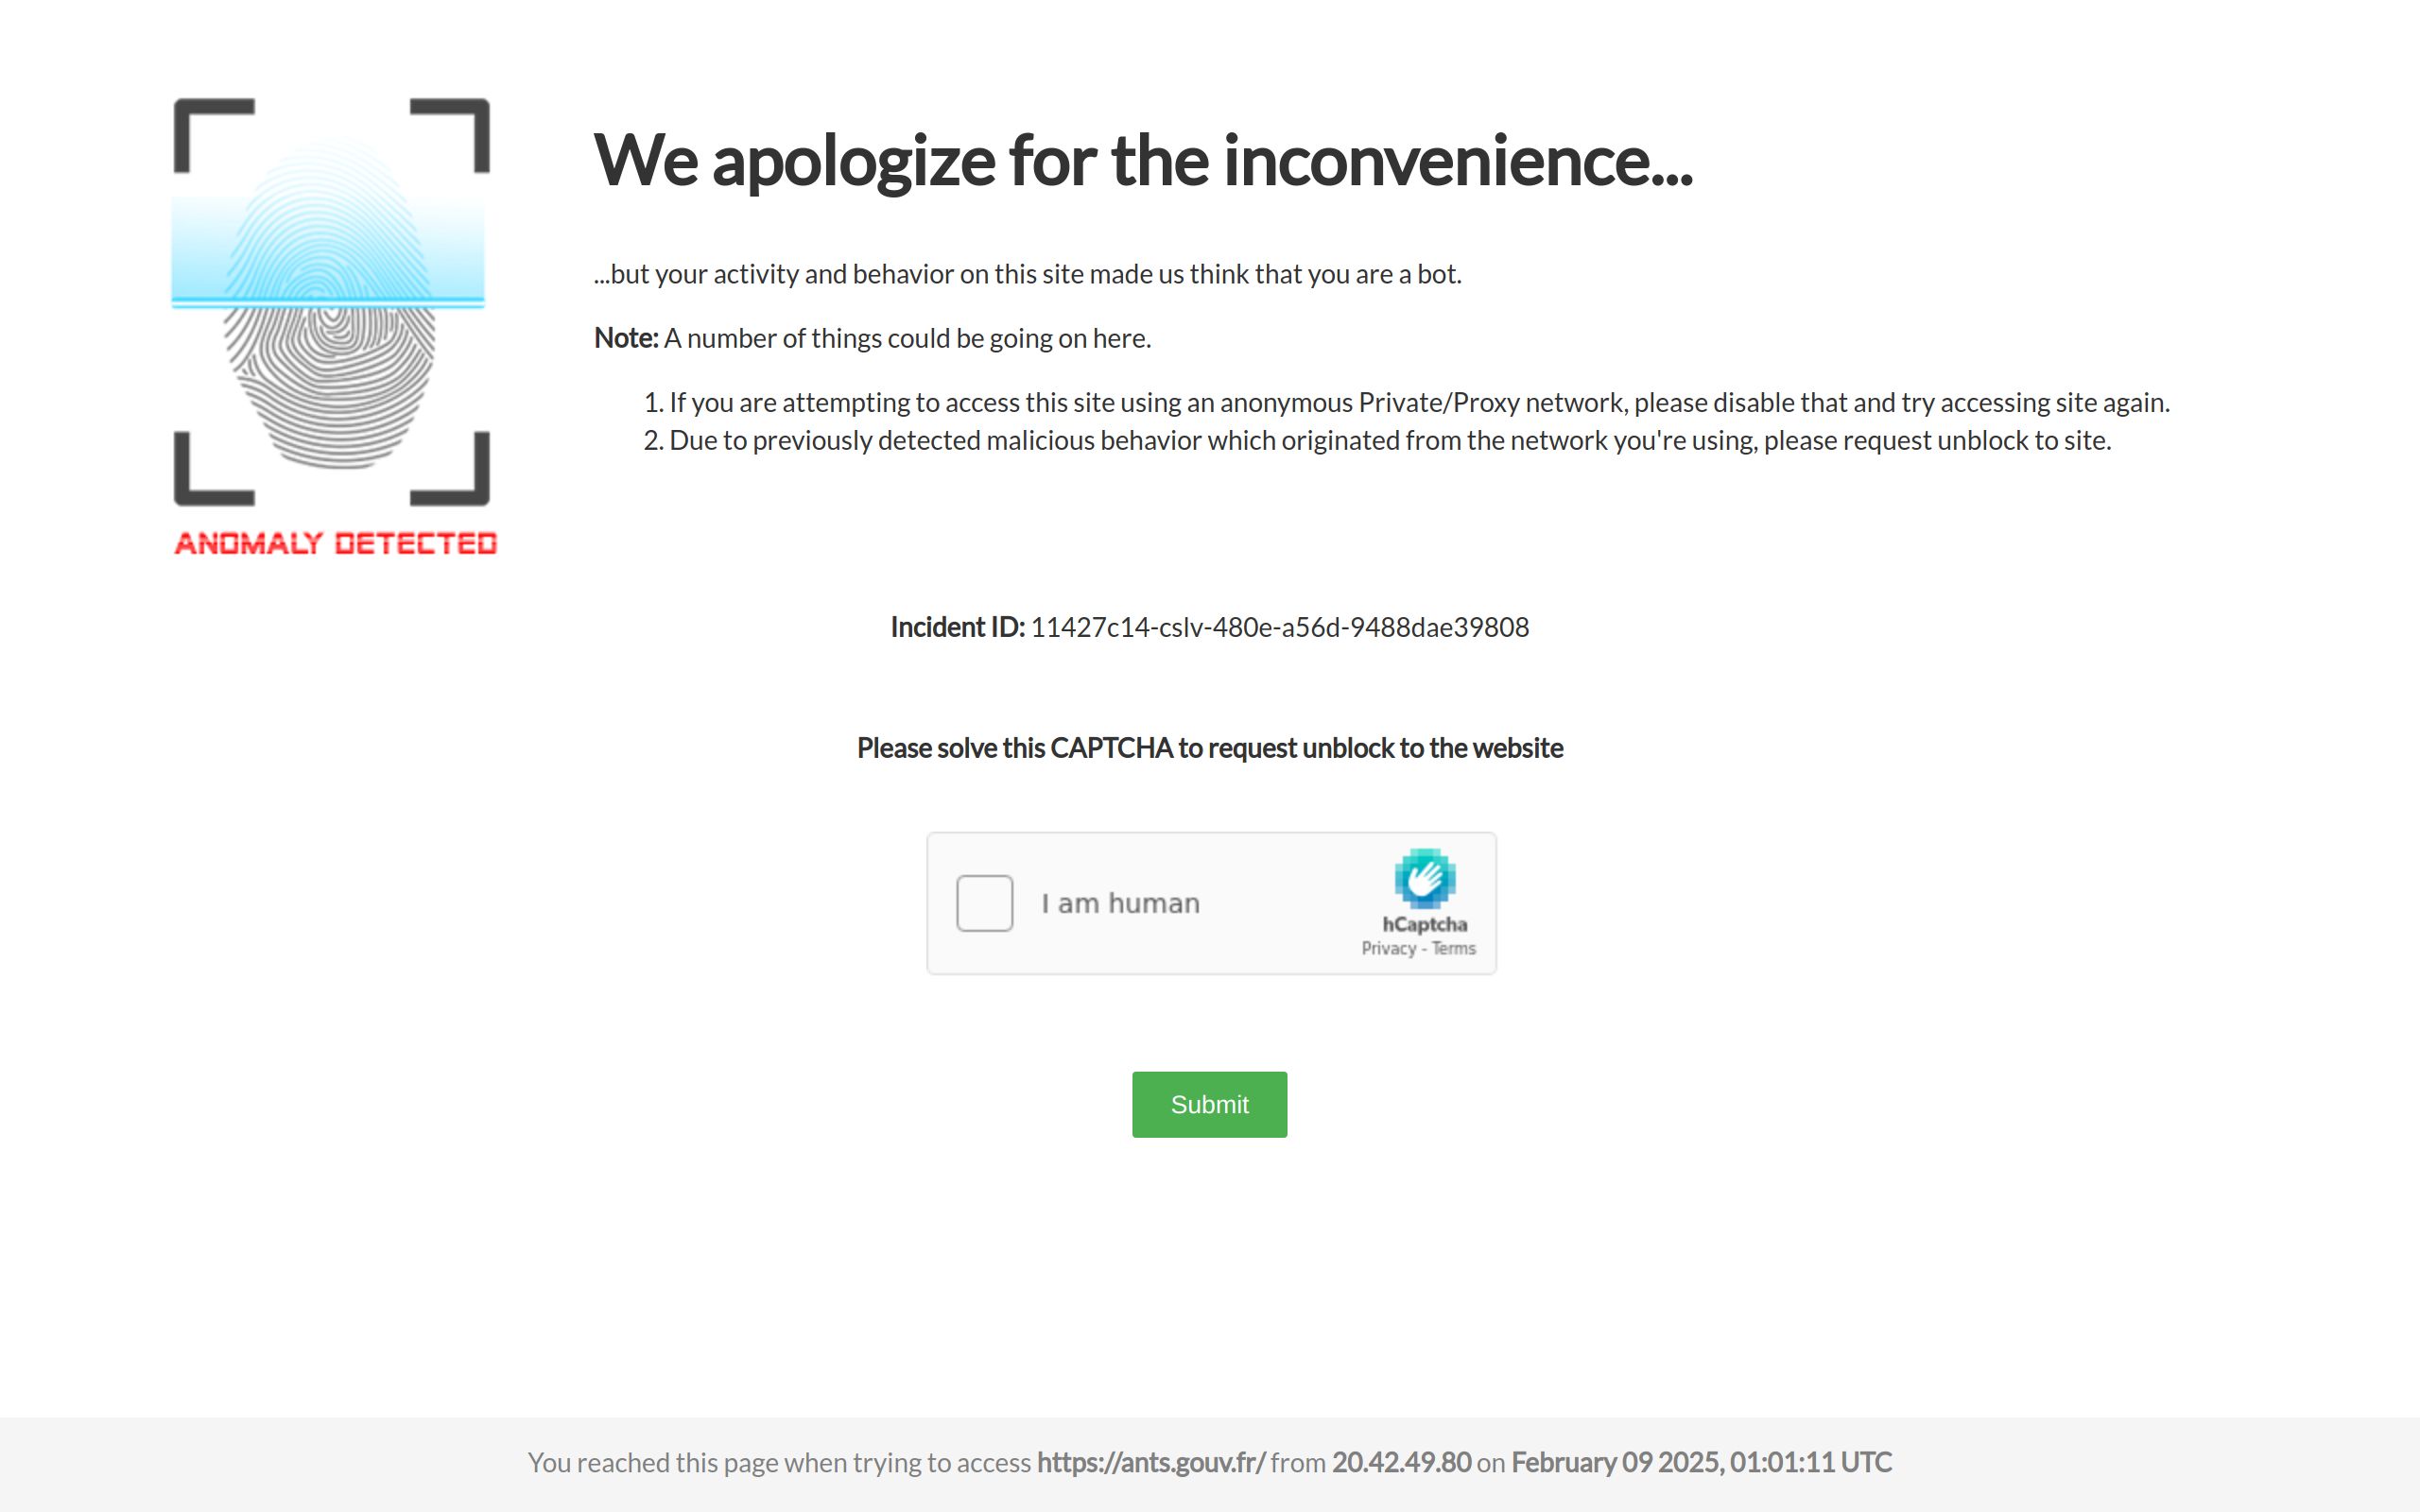 We apologize for the inconvenience...
...but your activity and behavior on this site made us think that you are a bot.
Note: A number of things could be going on here.
1. If you are attempting to access this site using an anonymous Private/Proxy network, please disable that and try accessing site again.
2. Due to previously detected malicious behavior which originated from the network you're using, please request unblock to site.
ANOMALY DETECTED
Incident ID: 11427c14-cslv-480e-a56d-9488dae39808
Please solve this CAPTCHA to request unblock to the website
I am human
hCaptcha
Privacy - Terms
Submit
You reached this page when trying to access https://ants.gouv.fr/ from 20.42.49.80 on February 09 2025, 01:01:11 UTC